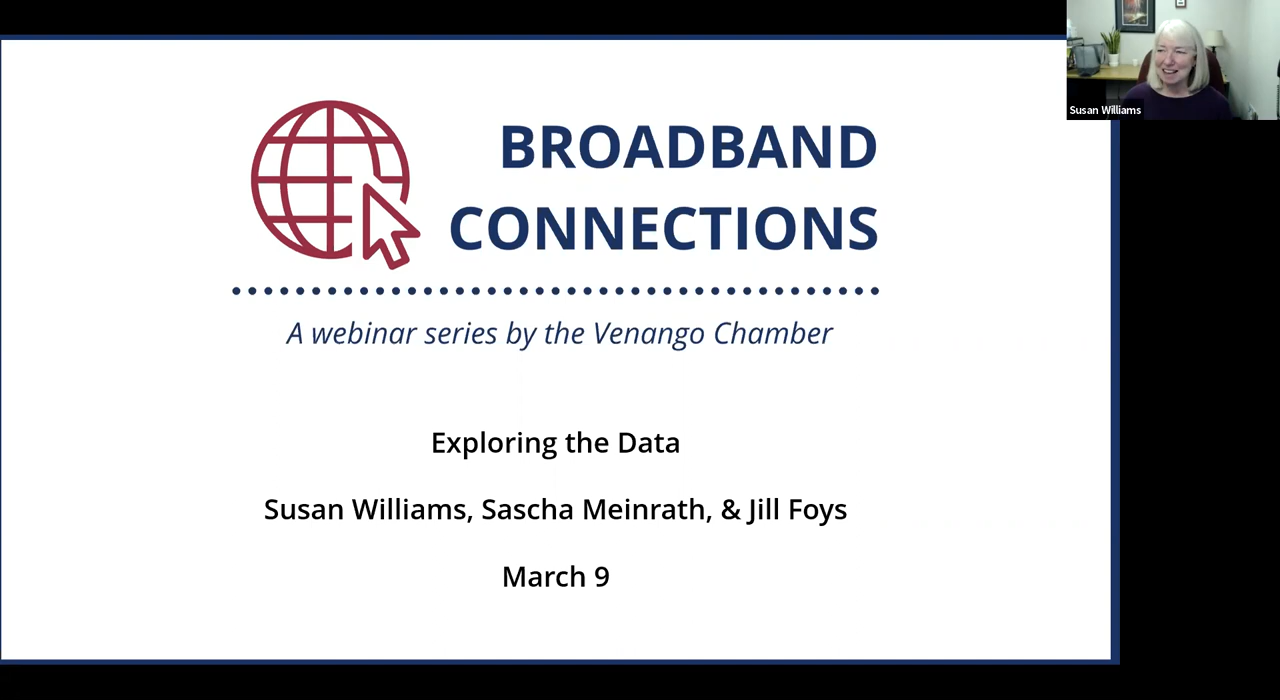 BROADBAND
CONNECTIONS
A webinar series by the Venango Chamber
Exploring the Data
Susan Williams, Sascha Meinrath, & Jill Foys
March 9
Susan Williams